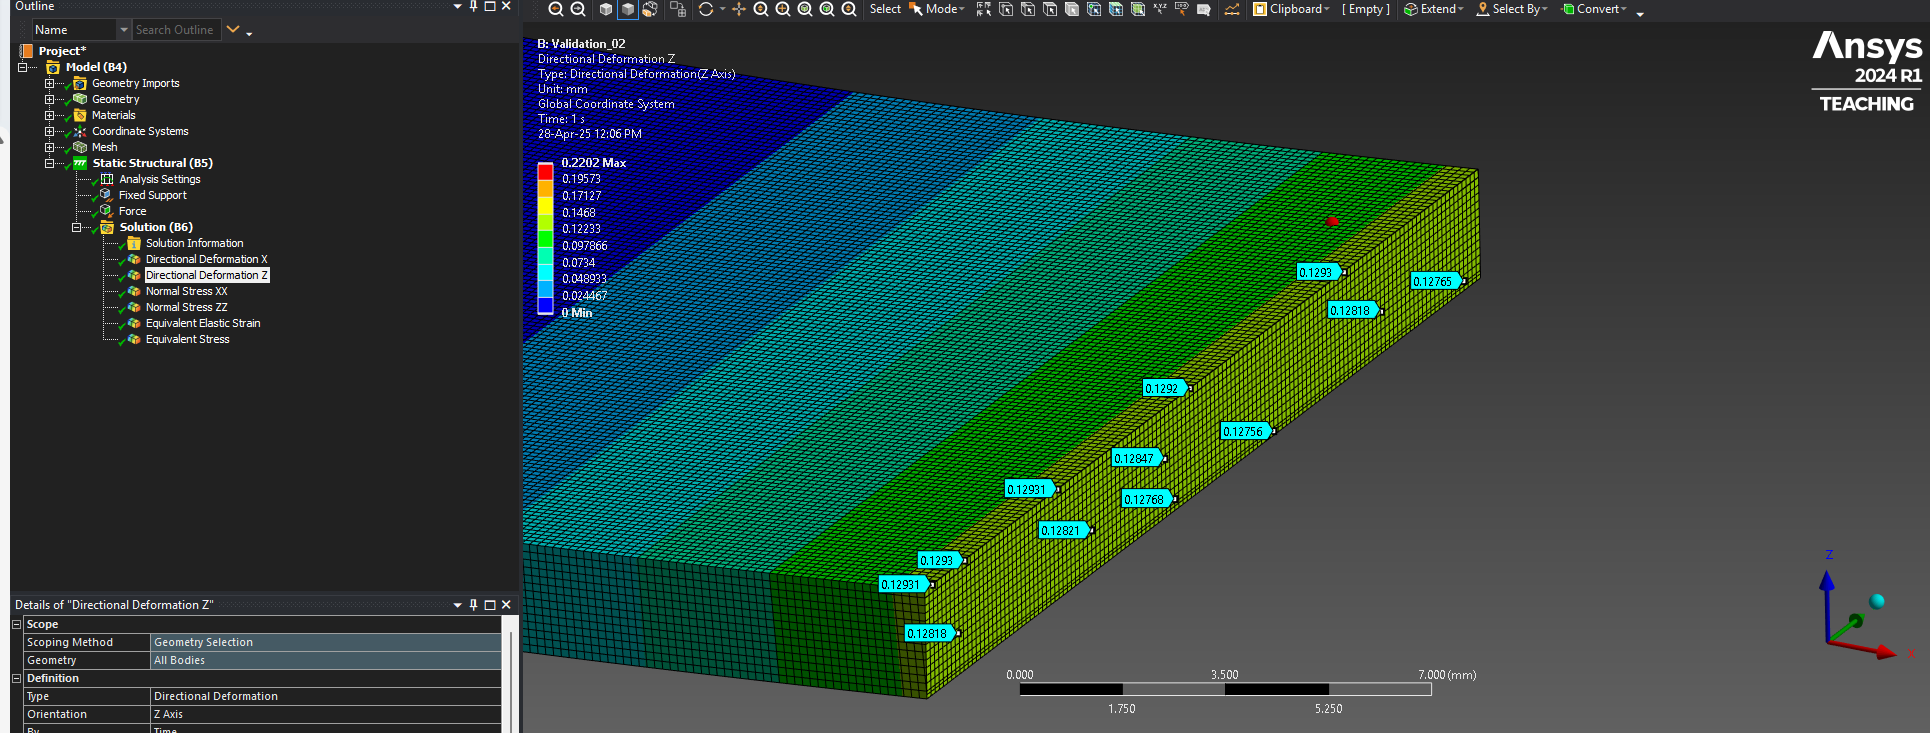 Outline
Name
Search Outline
Project*
Model (B4)
Geometry Imports
Geometry
Materials
Coordinate Systems
Mesh
Static Structural (B5)
Analysis Settings
Fixed Support
Force
Solution (B6)
Solution Information
Directional Deformation X
Directional Deformation Z
Normal Stress XX
Normal Stress ZZ
Equivalent Elastic Strain
Equivalent Stress
Details of "Directional Deformation Z"
Scope
Scoping Method Geometry Selection
Geometry All Bodies
Definition
Type Directional Deformation
Orientation Z Axis
By Time
Select Mode Clipboard [ Empty ] Extend Select By Convert
B: Validation_02
Directional Deformation Z
Type: Directional Deformation(Z Axis)
Unit: mm
Global Coordinate System
Time: 1 s
28-Apr-25 12:06 PM
0.2202 Max
0.19573
0.17127
0.1468
0.12233
0.097866
0.0734
0.048933
0.024467
0 Min
Ansys
2024 R1
TEACHING
0.1293
0.12765
0.12818
0.1292
0.12756
0.12847
0.12931
0.12768
0.12821
0.1293
0.12931
0.12818
0.000 3.500 7.000 (mm)
1.750 5.250
Z
X